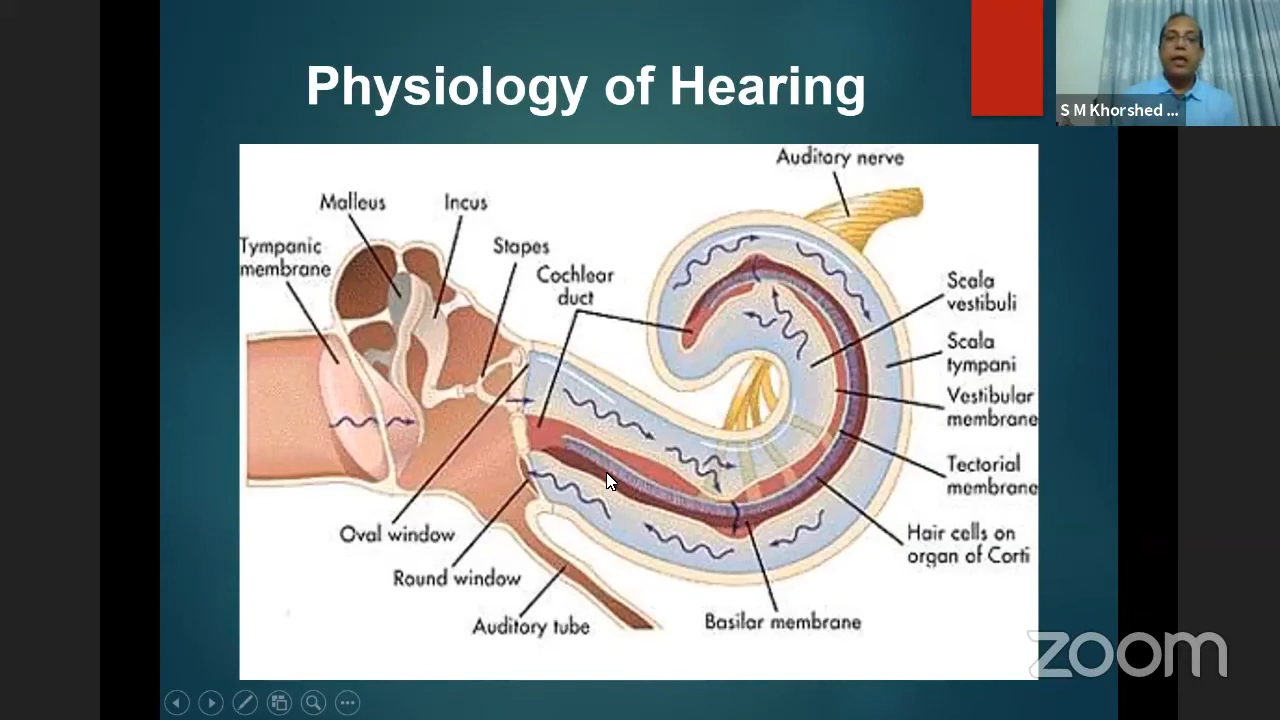 Physiology of Hearing
S M Khorshed ...
Auditory nerve
Malleus
Incus
Tympanic
membrane
Stapes
Cochlear
duct
Scala
vestibuli
Scala
tympani
Vestibular
membrane
Tectorial
membrane
Hair cells on
organ of Corti
Oval window
Round window
Auditory tube
Basilar membrane
zoom